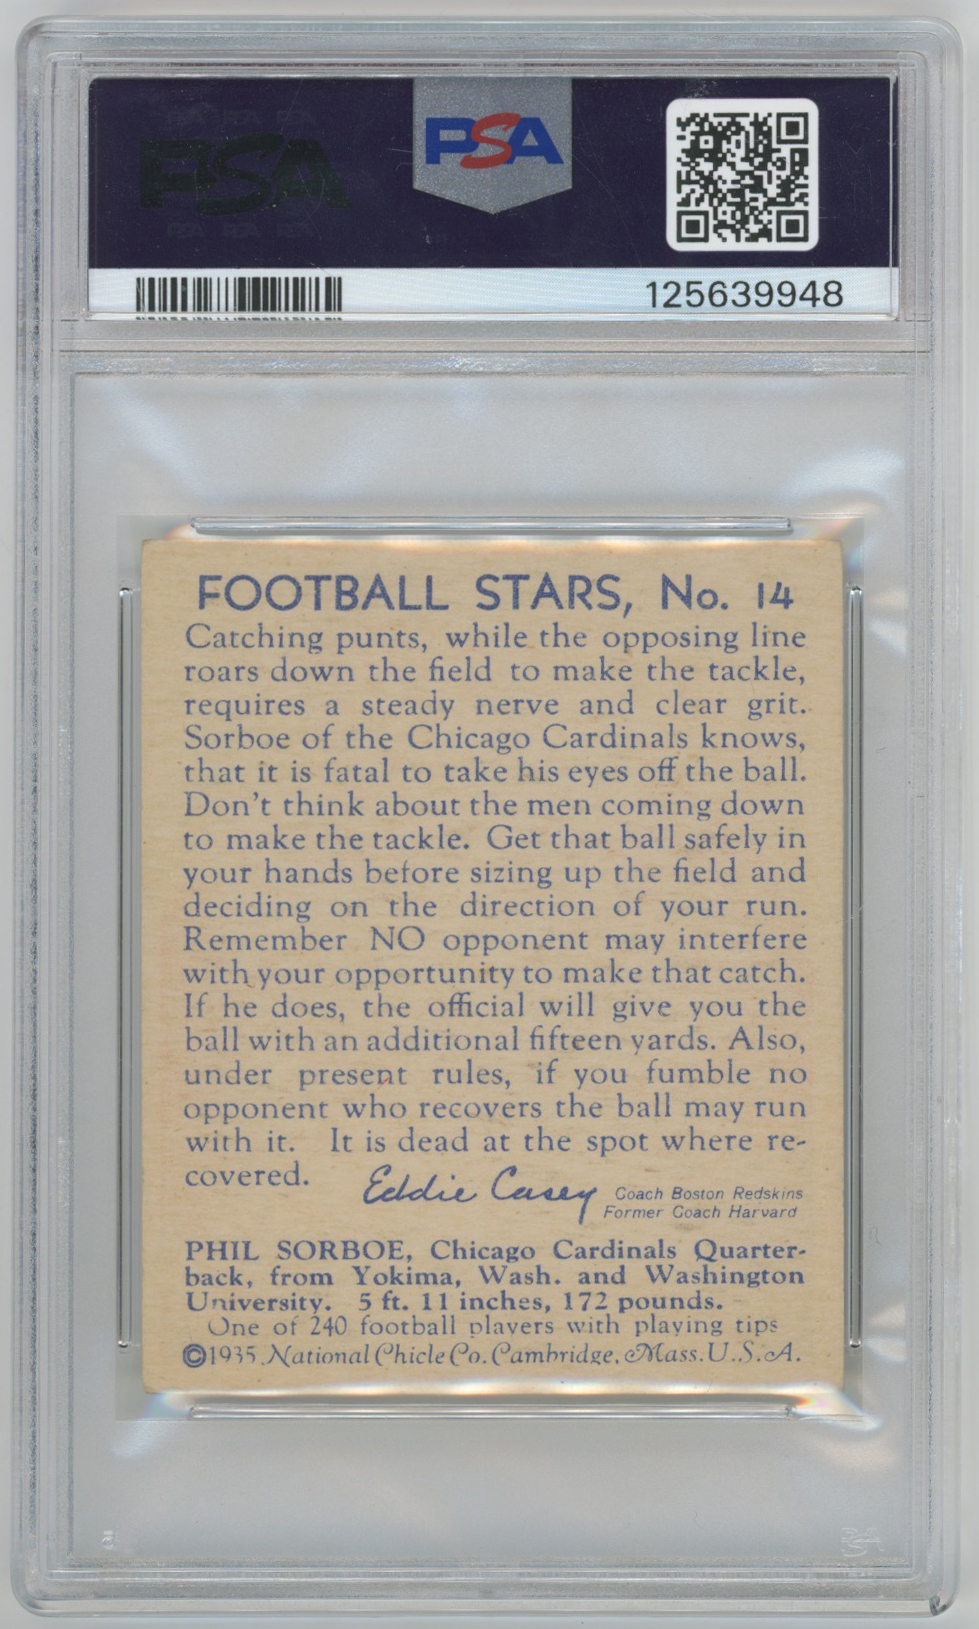 PSA
PSA
125639948
FOOTBALL STARS, No. 14
Catching punts, while the opposing line
roars down the field to make the tackle,
requires a steady nerve and clear grit.
Sorboe of the Chicago Cardinals knows,
that it is fatal to take his eyes off the ball.
Don't think about the men coming down
to make the tackle. Get that ball safely in
your hands before sizing up the field and
deciding on the direction of your run.
Remember NO opponent may interfere
with your opportunity to make that catch.
If he does, the official will give you the
ball with an additional fifteen yards. Also,
under present rules, if you fumble no
opponent who recovers the ball may run
with it. It is dead at the spot where re-
covered. Eddie Casey Coach Boston Redskins
Former Coach Harvard
PHIL SORBOE, Chicago Cardinals Quarter-
back, from Yokima, Wash. and Washington
University. 5 ft. 11 inches, 172 pounds.
One of 240 football players with playing tips
©1935 National Chicle Co. Cambridge, Mass. U.S.A.